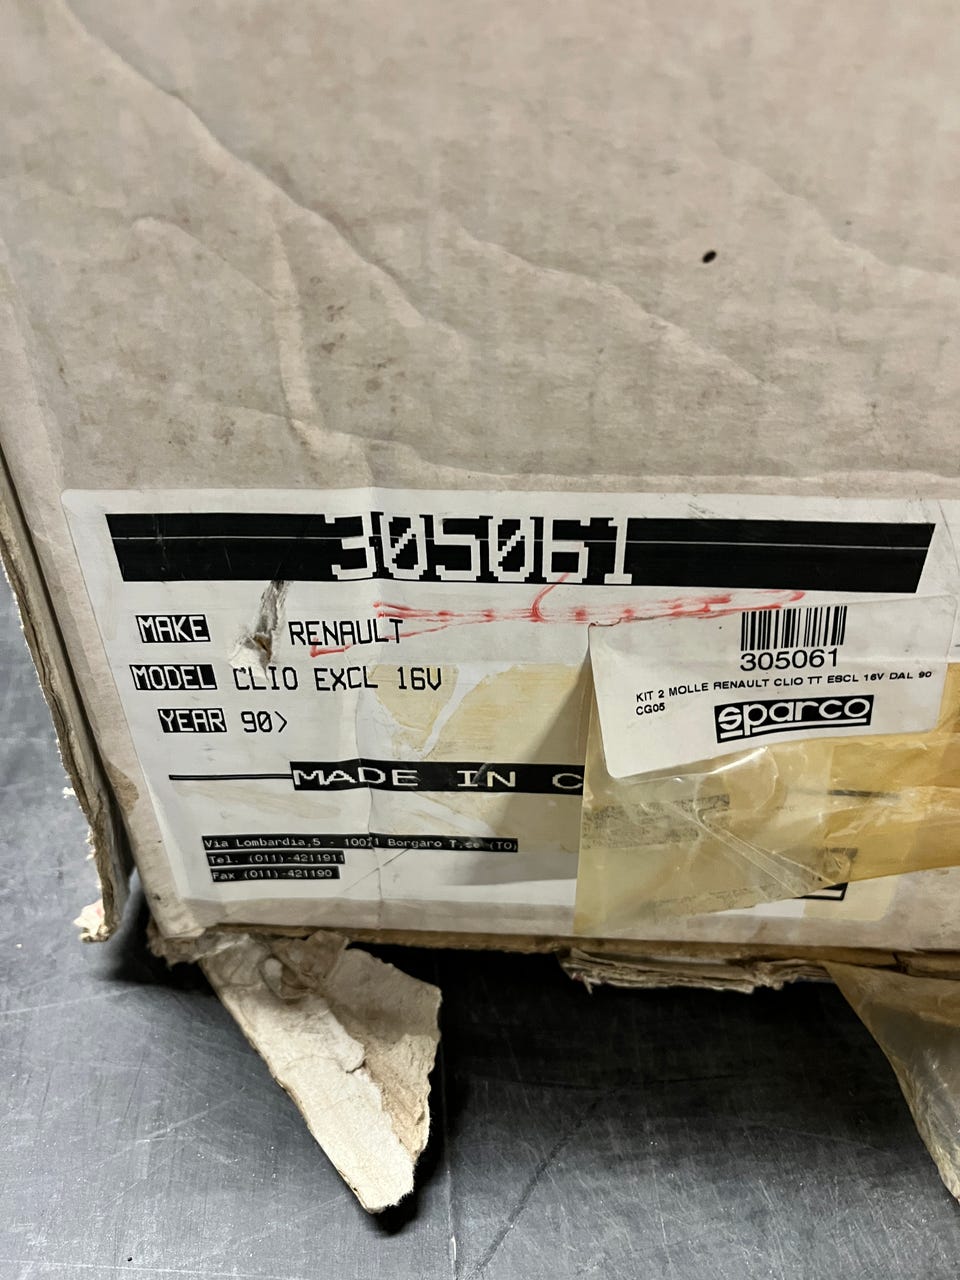 305061
MAKE RENAULT
MODEL CLIO EXCL 16V
YEAR 90>
MADE IN C
Via Lombardia,5 - 10071 Borgaro T.se (TO)
Tel. (011)-4211911
Fax (011)-421190
305061
KIT 2 MOLLE RENAULT CLIO TT ESCL 16V DAL 90
CG05
sparco